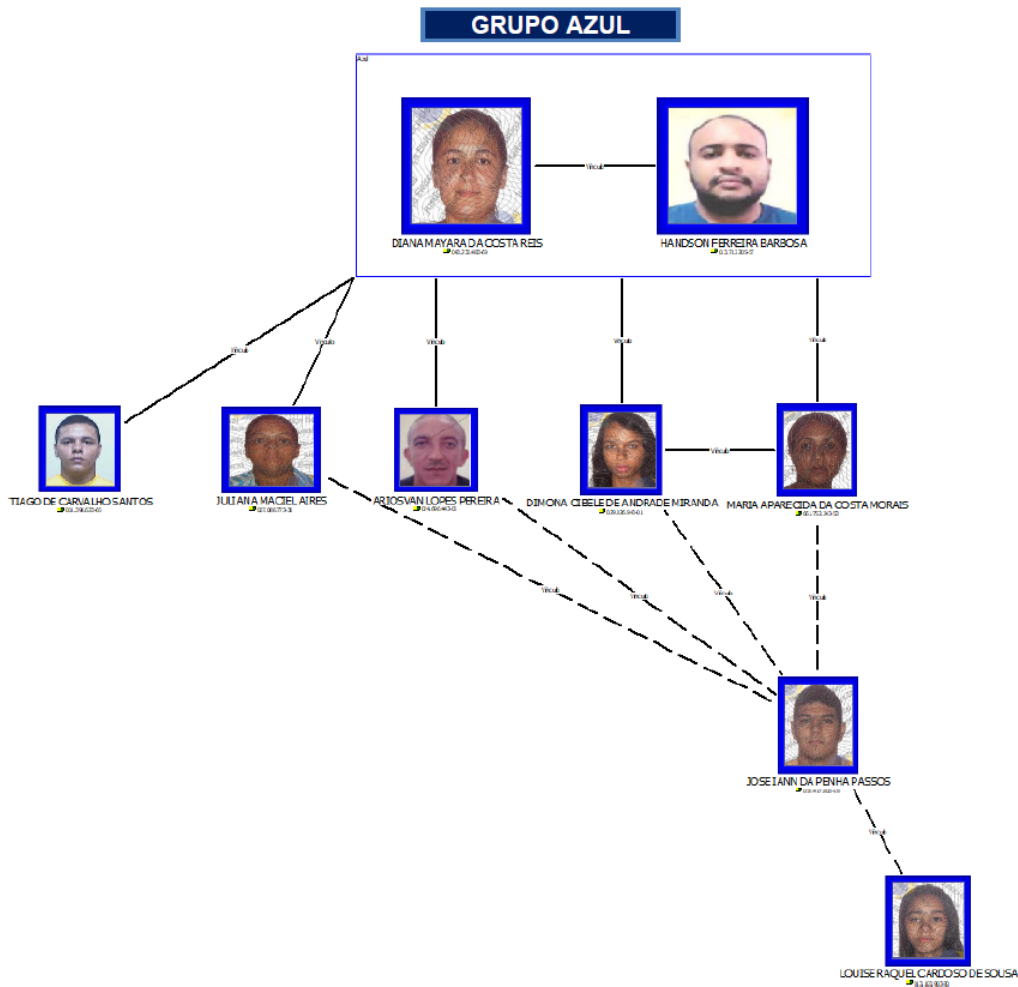 GRUPO AZUL
Azul
Vínculo
DIANA MAYARA DA COSTA REIS
HANDSON FERREIRA BARBOSA
Vínculo
Vínculo
Vínculo
Vínculo
Vínculo
Vínculo
TIAGO DE CARVALHO SANTOS
JULIANA MACIEL AIRES
ARIOSVAN LOPES PEREIRA
DIMONA CIBELE DE ANDRADE MIRANDA
MARIA APARECIDA DA COSTA MORAIS
Vínculo
Vínculo
Vínculo
Vínculo
JOSE IANN DA PENHA PASSOS
Vínculo
LOUISE RAQUEL CARDOSO DE SOUSA